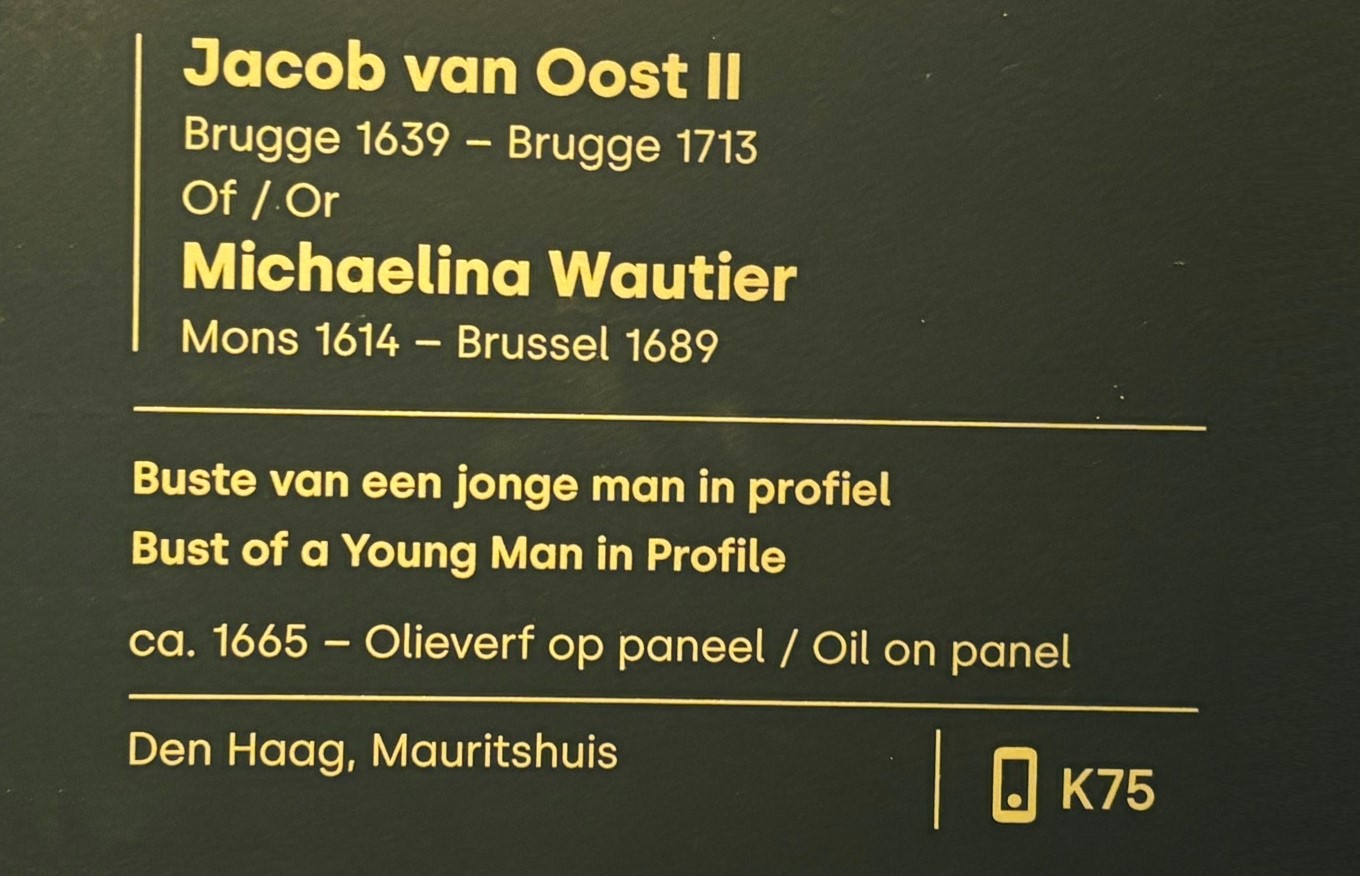 Jacob van Oost II
Brugge 1639 – Brugge 1713
Of / Or
Michaelina Wautier
Mons 1614 – Brussel 1689
Buste van een jonge man in profiel
Bust of a Young Man in Profile
ca. 1665 – Olieverf op paneel / Oil on panel
Den Haag, Mauritshuis
K75